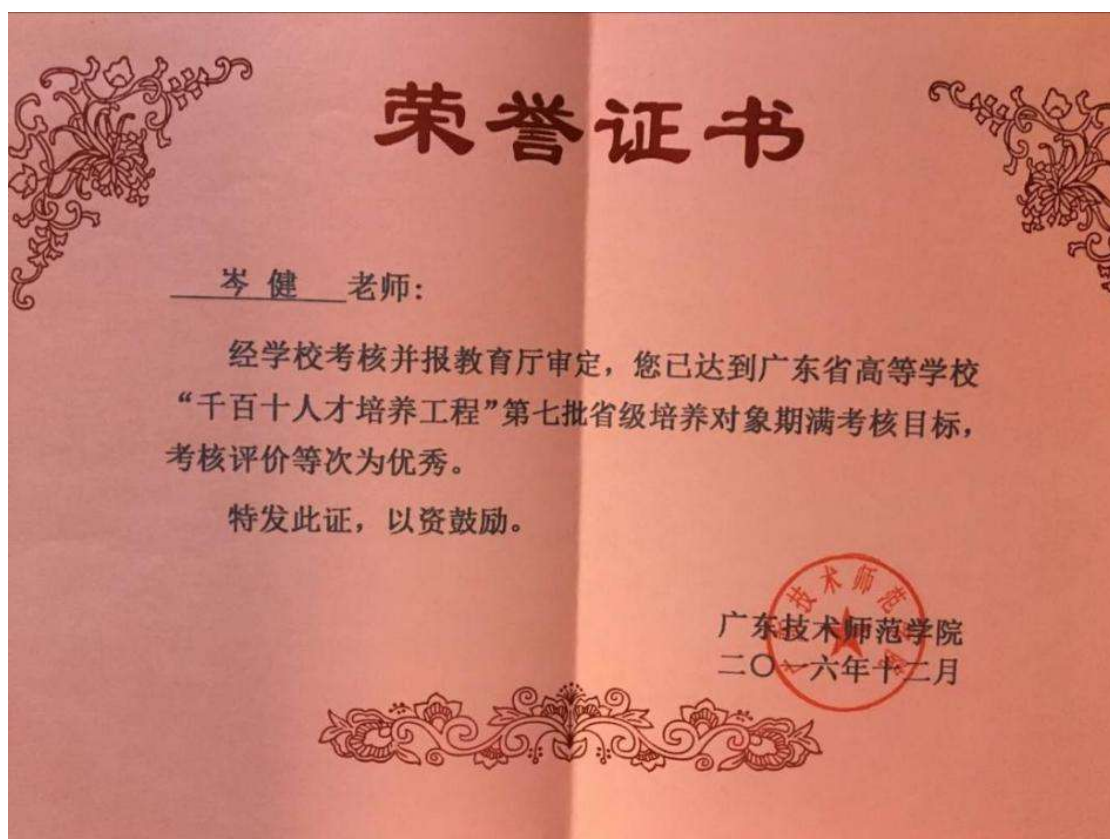 荣誉证书
岑健 老师:
经学校考核并报教育厅审定，您已达到广东省高等学校
“千百十人才培养工程”第七批省级培养对象期满考核目标，
考核评价等次为优秀。
特发此证，以资鼓励。
技术师范
广东技术师范学院
二〇一六年十二月